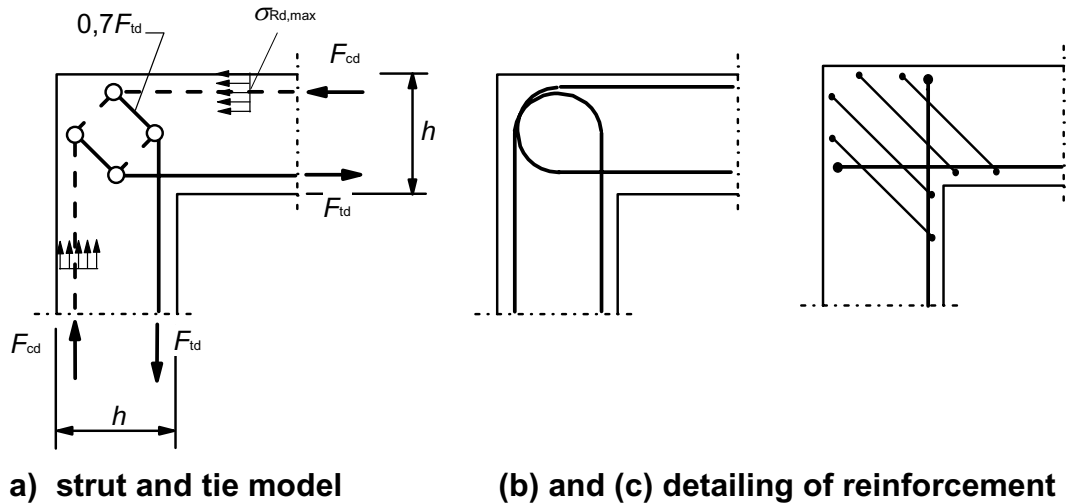 σRd,max
0,7Ftd
Fcd
h
Ftd
Fcd
Ftd
h
a) strut and tie model
(b) and (c) detailing of reinforcement